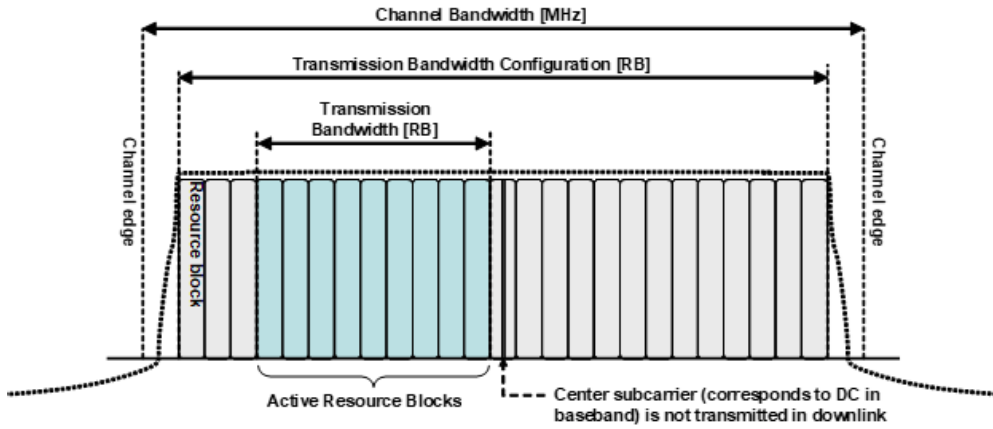 Channel Bandwidth [MHz]
Transmission Bandwidth Configuration [RB]
Transmission
Bandwidth [RB]
Channel edge
Channel edge
Resource block
Active Resource Blocks
Center subcarrier (corresponds to DC in
baseband) is not transmitted in downlink